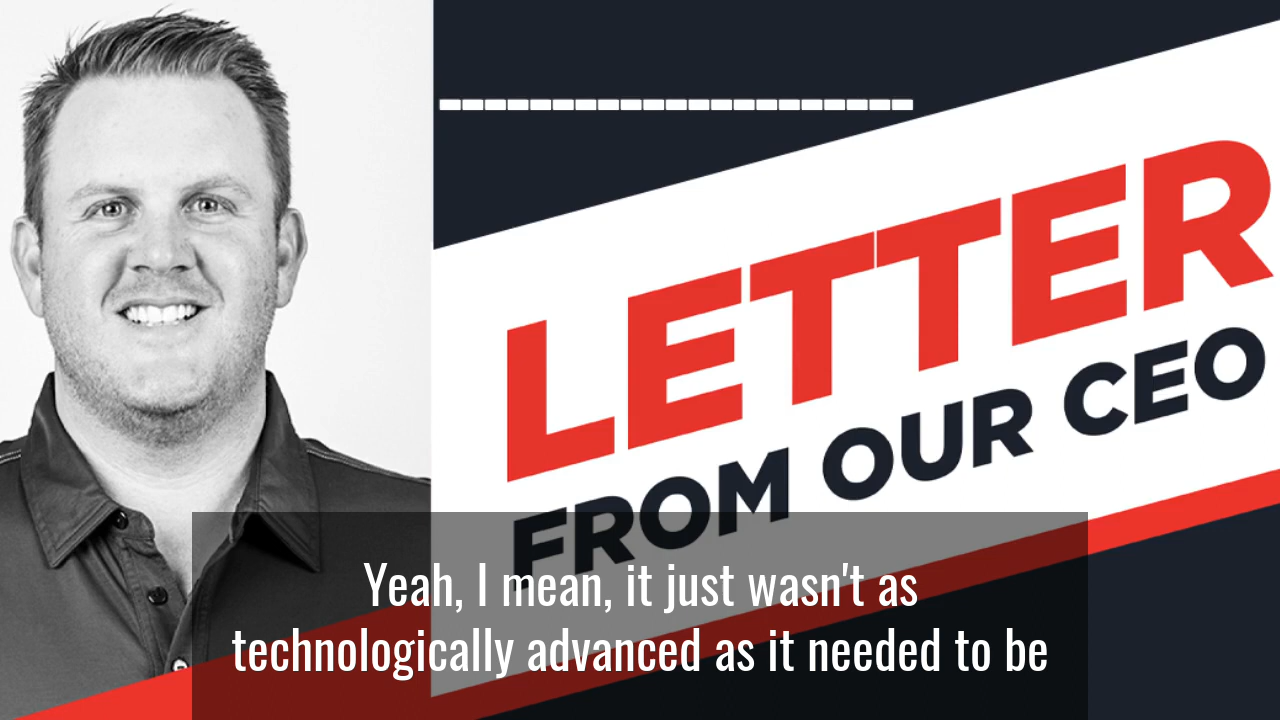 LETTER
FROM OUR CEO
Yeah, I mean, it just wasn't as
technologically advanced as it needed to be